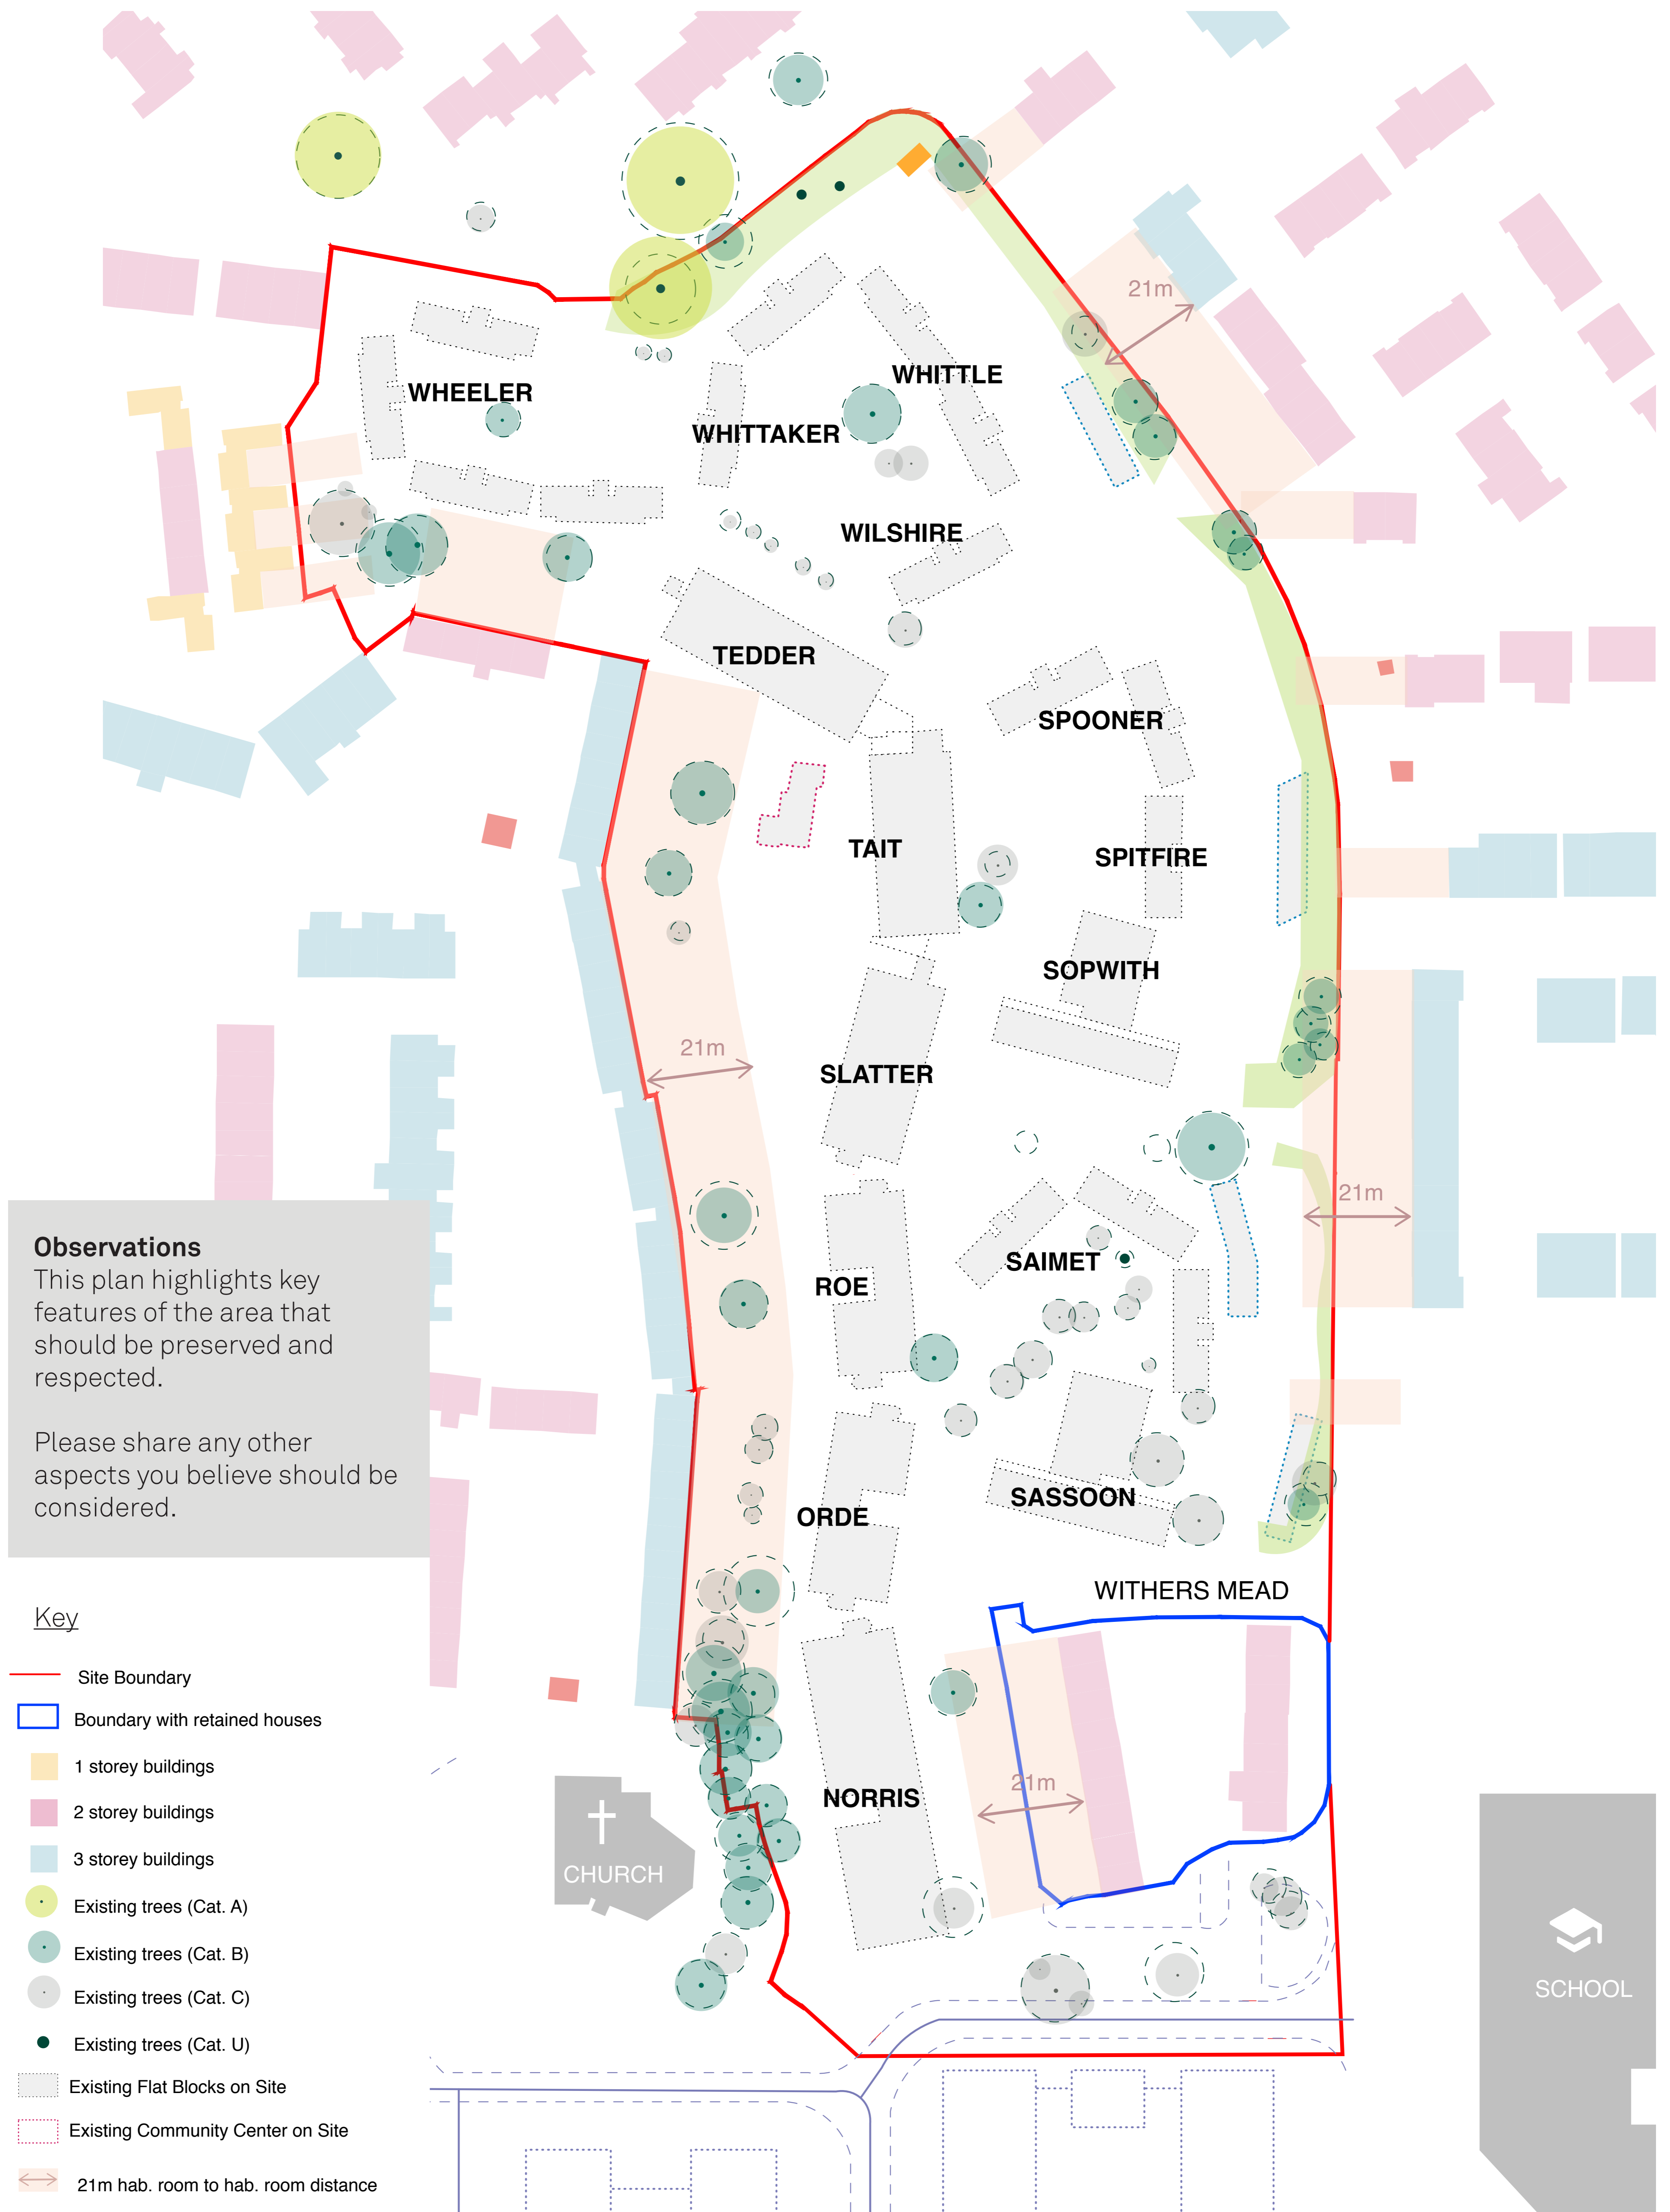 21m
WHITTLE
WHEELER
WHITTAKER
WILSHIRE
TEDDER
SPOONER
TAIT
SPITFIRE
SOPWITH
21m
SLATTER
21m
SAIMET
ROE
SASSOON
ORDE
WITHERS MEAD
21m
NORRIS
CHURCH
SCHOOL
Observations
This plan highlights key
features of the area that
should be preserved and
respected.
Please share any other
aspects you believe should be
considered.
Key
Site Boundary
Boundary with retained houses
1 storey buildings
2 storey buildings
3 storey buildings
Existing trees (Cat. A)
Existing trees (Cat. B)
Existing trees (Cat. C)
Existing trees (Cat. U)
Existing Flat Blocks on Site
Existing Community Center on Site
21m hab. room to hab. room distance